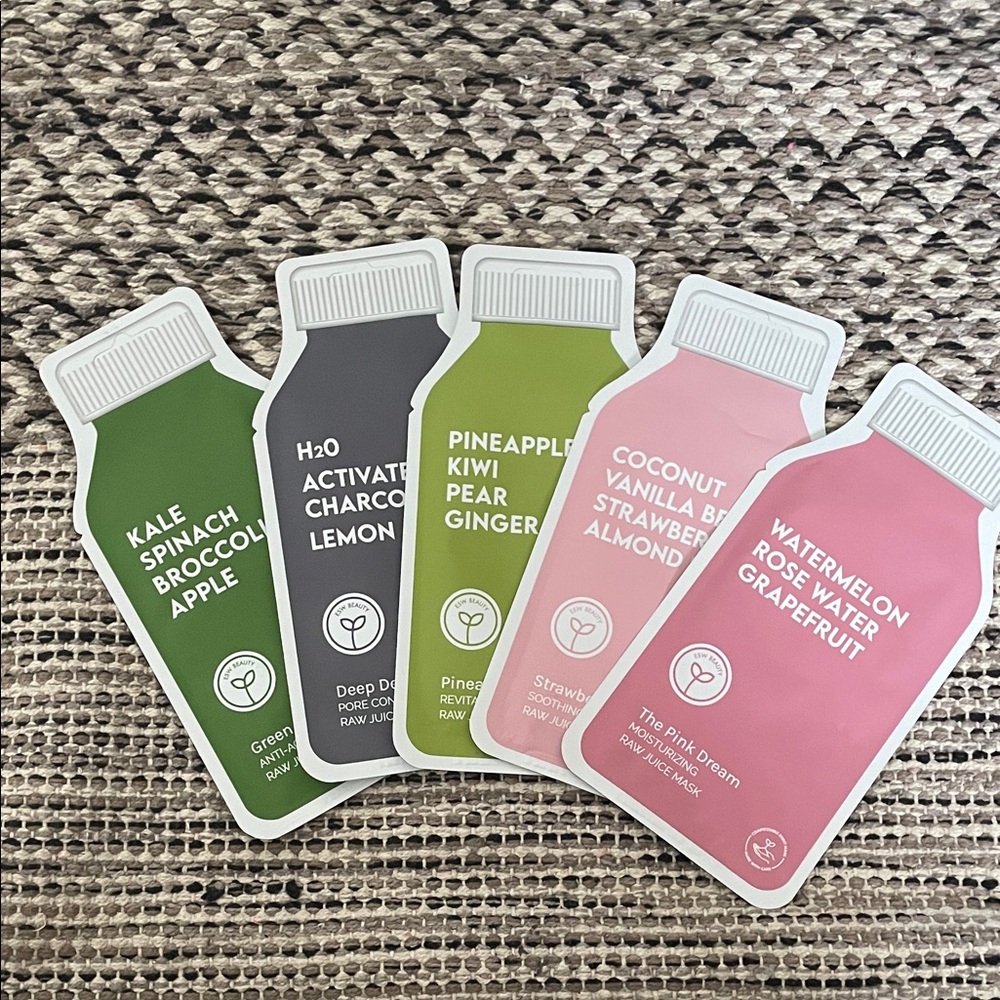 KALE
SPINACH
BROCCOLI
APPLE
ESW BEAUTY
Green
ANTI-A
RAW J
H₂O
ACTIVATE
CHARCO
LEMON
ESW BEAUTY
Deep De
PORE CON
RAW JUIC
PINEAPPLE
KIWI
PEAR
GINGER
ESW BEAUTY
Pinea
REVITA
RAW
COCONUT
VANILLA BE
STRAWBER
ALMOND
ESW BEAUTY
Strawbe
SOOTHING
RAW JUI
WATERMELON
ROSE WATER
GRAPEFRUIT
ESW BEAUTY
The Pink Dream
MOISTURIZING
RAW JUICE MASK